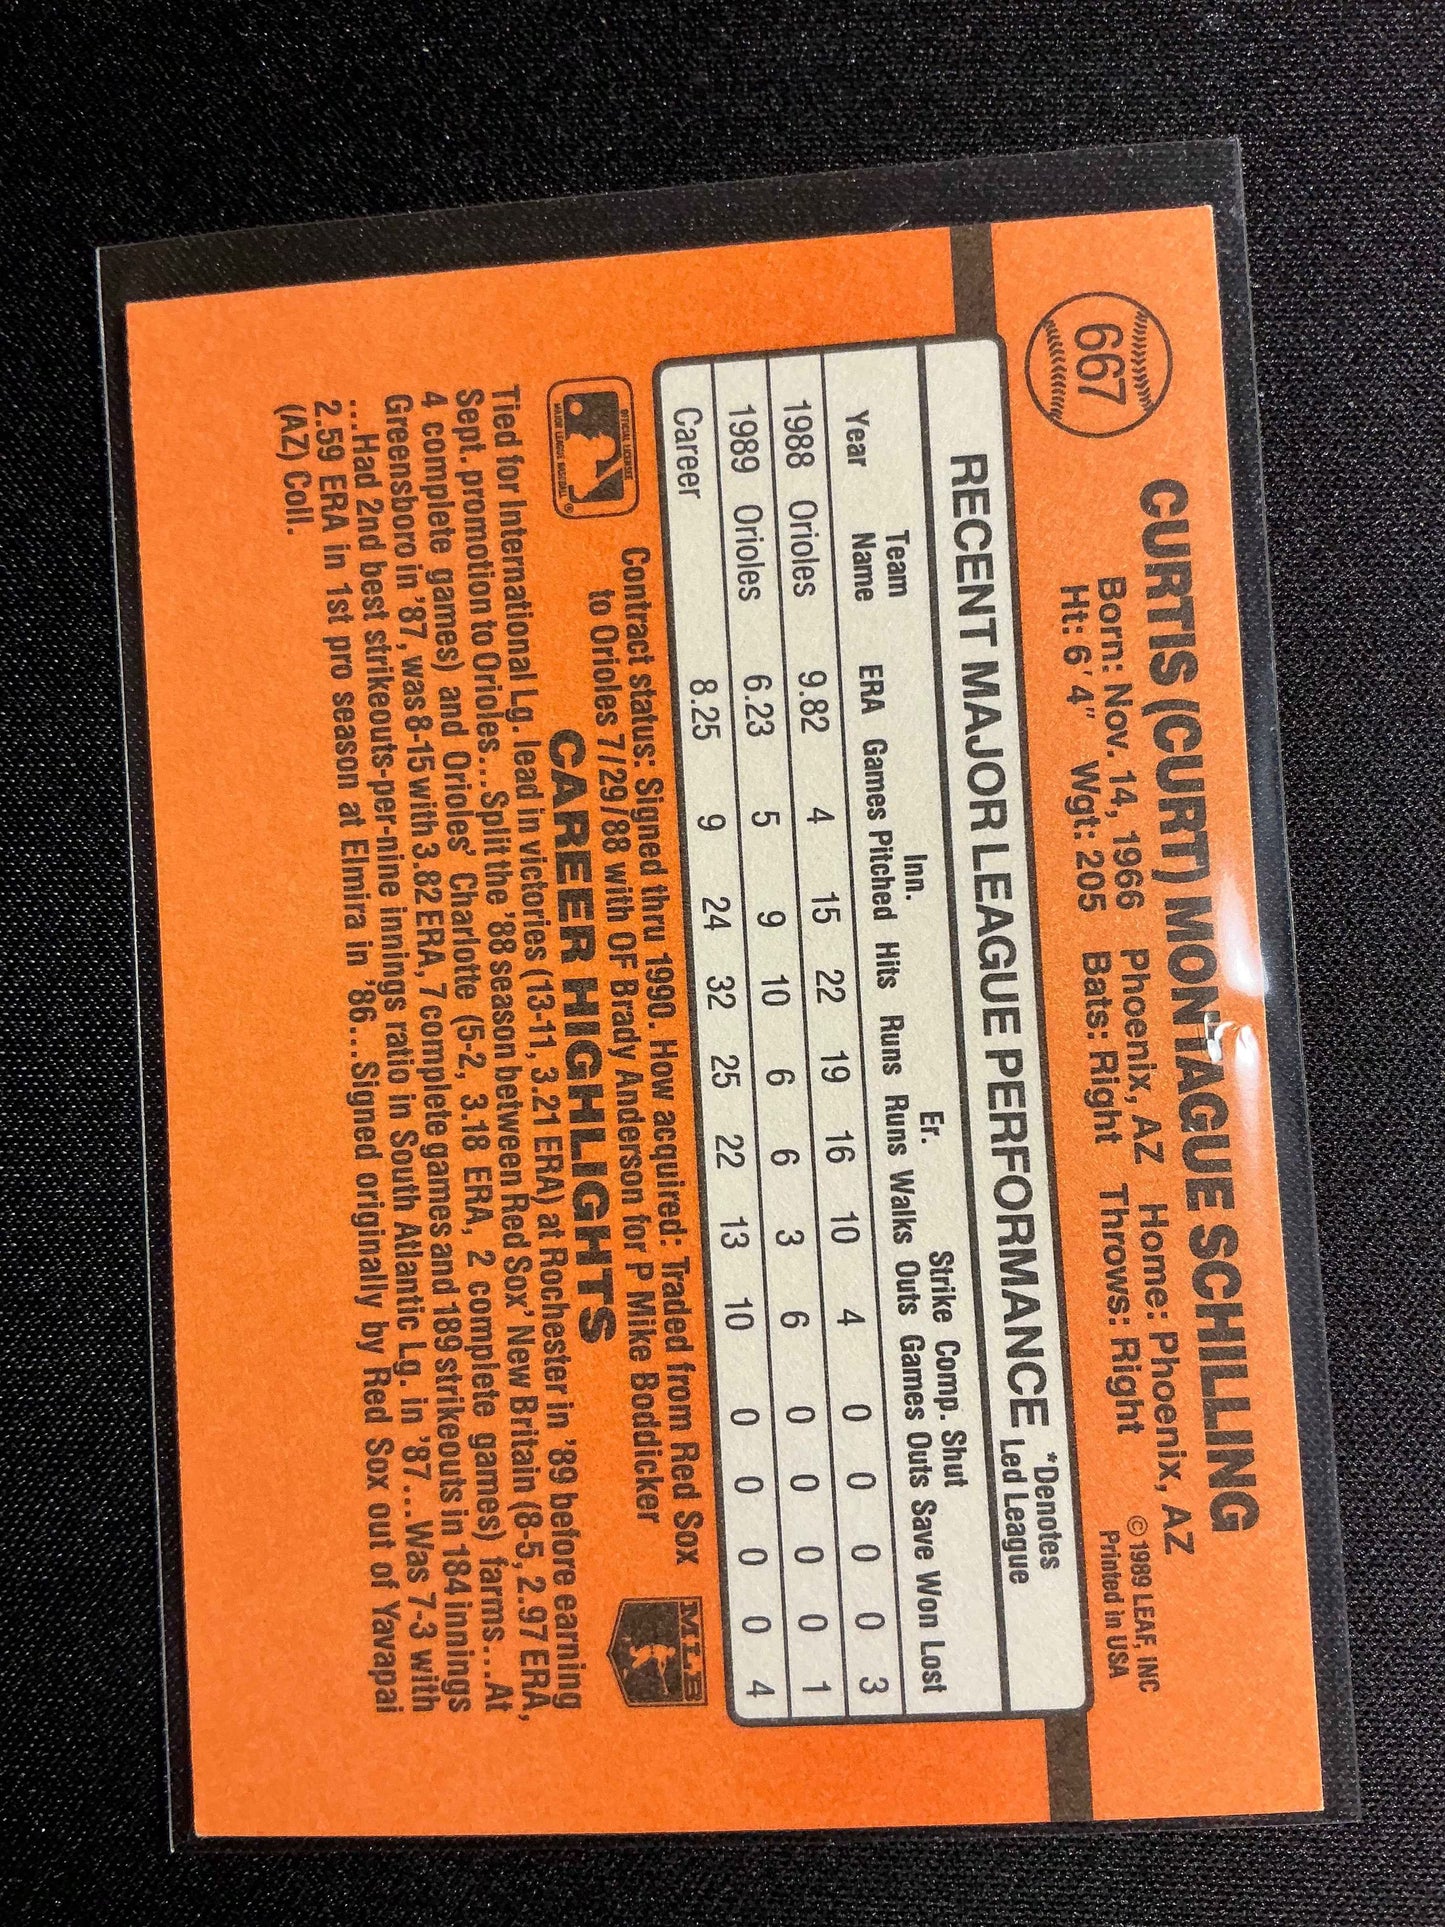 667
CURTIS (CURT) MONTAGUE SCHILLING
Born: Nov. 14, 1966 Phoenix, AZ Home: Phoenix, AZ
Ht: 6' 4" Wgt: 205 Bats: Right Throws: Right
© 1989 LEAF, INC
Printed in USA
RECENT MAJOR LEAGUE PERFORMANCE *Denotes Led League
Team Inn. Er. Strike Comp. Shut
Year Name ERA Games Pitched Hits Runs Runs Walks Outs Games Outs Save Won Lost
1988 Orioles 9.82 4 15 22 19 16 10 4 0 0 0 0 3
1989 Orioles 6.23 5 9 10 6 6 3 6 0 0 0 0 1
Career 8.25 9 24 32 25 22 13 10 0 0 0 0 4
OFFICIAL LICENSEE
MAJOR LEAGUE BASEBALL ®
Contract status: Signed thru 1990. How acquired: Traded from Red Sox
to Orioles 7/29/88 with OF Brady Anderson for P Mike Boddicker
MLB
CAREER HIGHLIGHTS
Tied for International Lg. lead in victories (13-11, 3.21 ERA) at Rochester in '89 before earning
Sept. promotion to Orioles...Split the '88 season between Red Sox' New Britain (8-5, 2.97 ERA,
4 complete games) and Orioles' Charlotte (5-2, 3.18 ERA, 2 complete games) farms...At
Greensboro in '87, was 8-15 with 3.82 ERA, 7 complete games and 189 strikeouts in 184 innings
...Had 2nd best strikeouts-per-nine innings ratio in South Atlantic Lg. in '87...Was 7-3 with
2.59 ERA in 1st pro season at Elmira in '86...Signed originally by Red Sox out of Yavapai
(AZ) Coll.